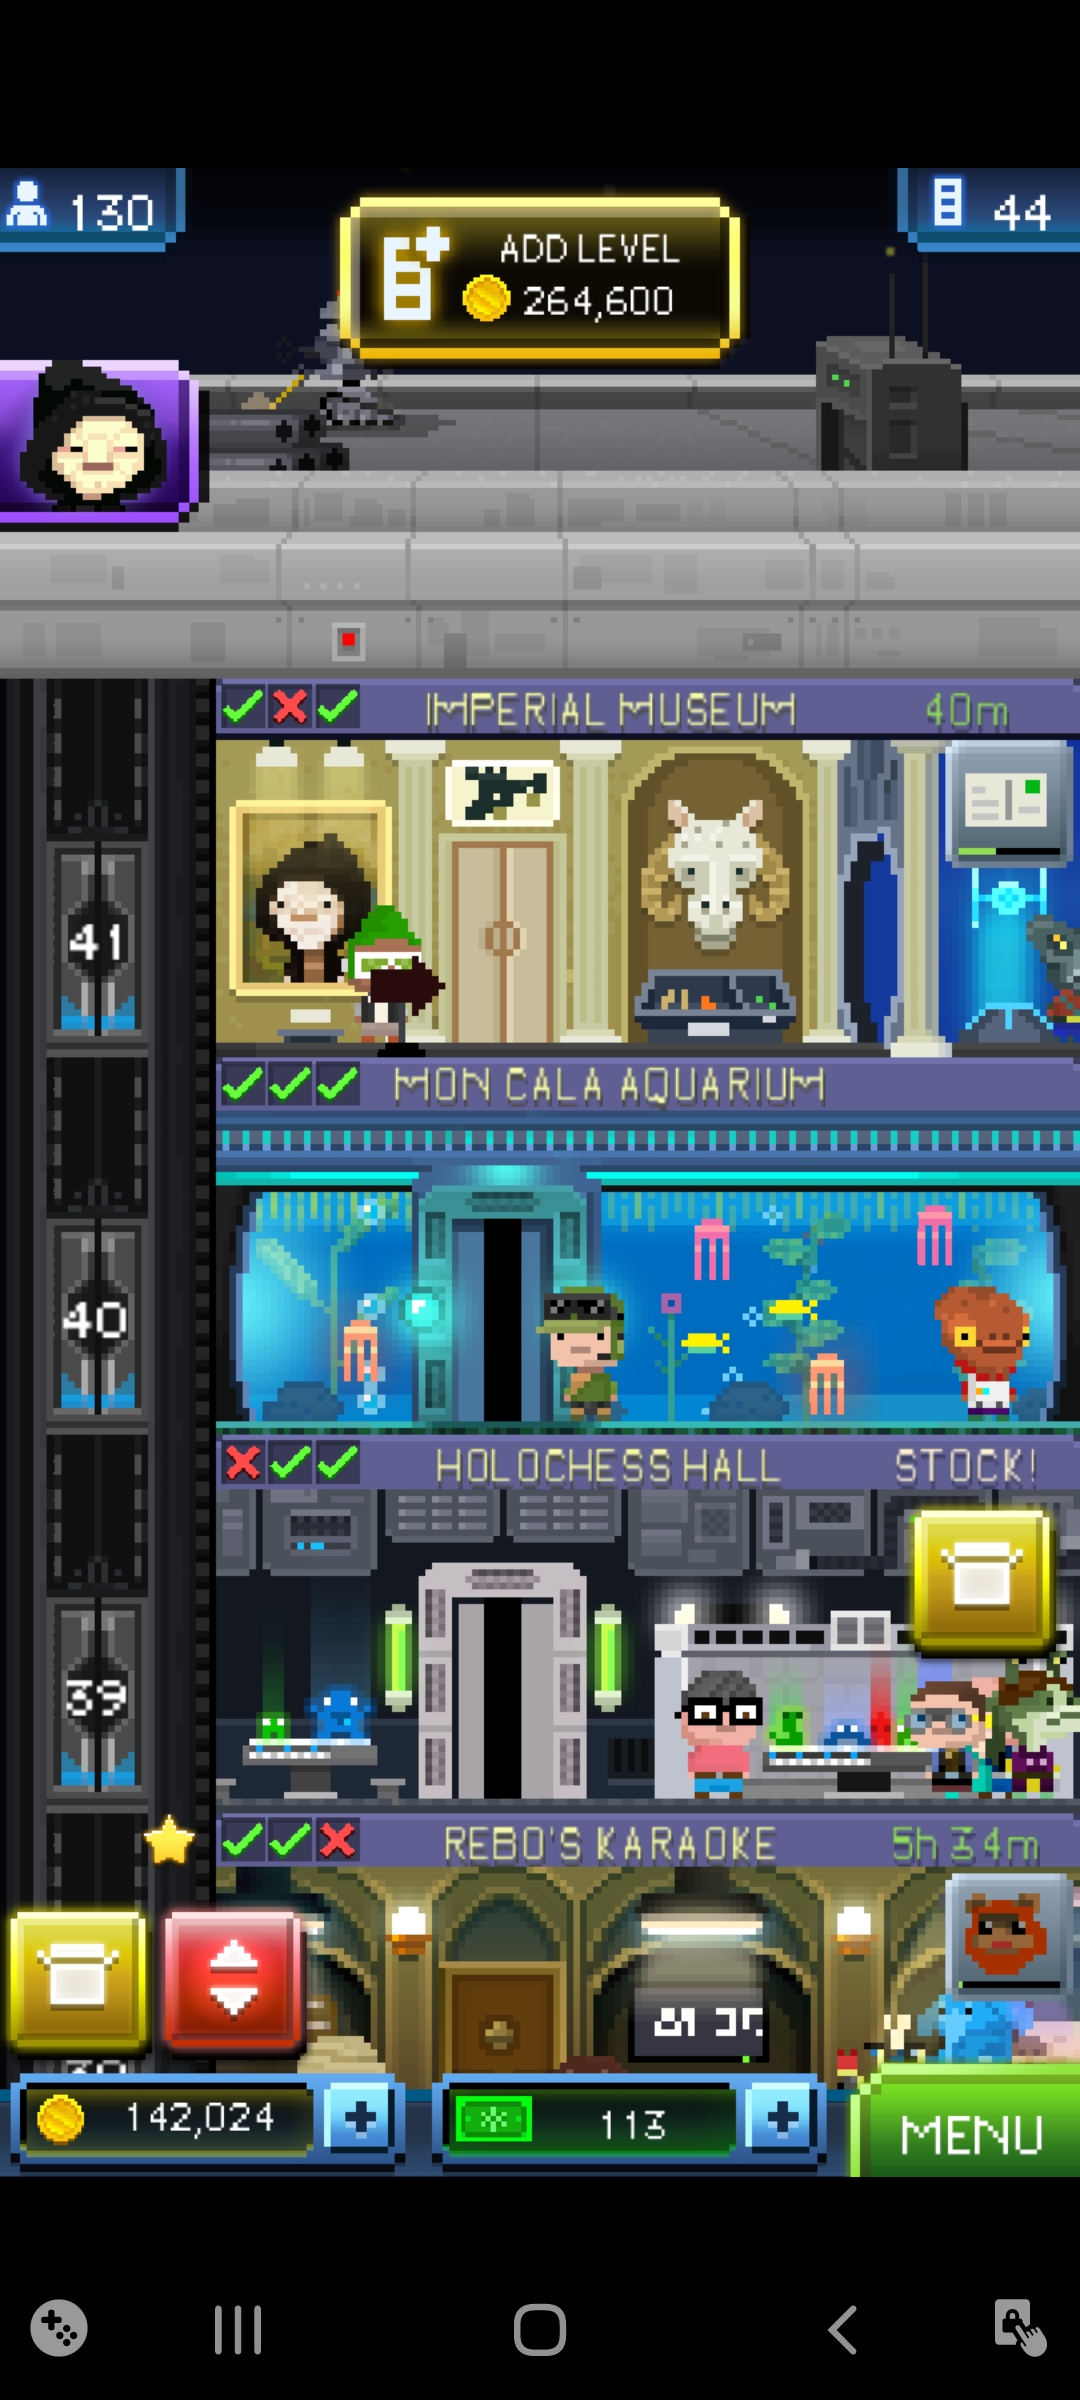 130
ADD LEVEL
264,600
44
IMPERIAL MUSEUM 40m
41
MON CALA AQUARIUM
40
HOLOCHESS HALL STOCK!
39
REBO'S KARAOKE 5h 34m
142,024
113
MENU